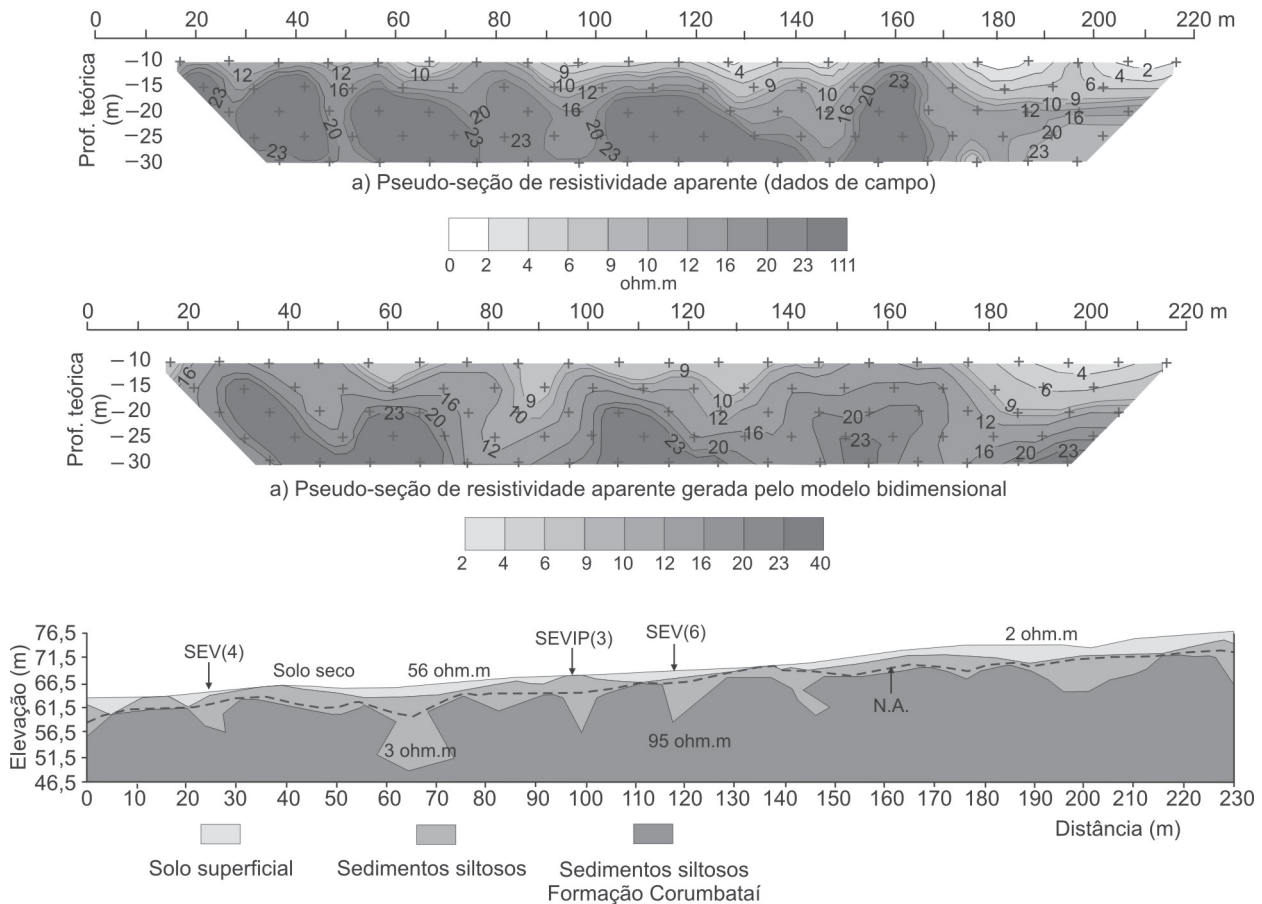 0 20 40 60 80 100 120 140 160 180 200 220 m
Prof. teórica (m)
–10
–15
–20
–25
–30
23 12 12 16 10 9 10 12 16 4 9 10 12 16 20 23 2 4 6 9 10 12 16 20 23
23 20 20 23 23 20 23
a) Pseudo-seção de resistividade aparente (dados de campo)
0 2 4 6 9 10 12 16 20 23 111
ohm.m
0 20 40 60 80 100 120 140 160 180 200 220 m
Prof. teórica (m)
–10
–15
–20
–25
–30
16 23 16 20 9 10 12 9 10 12 16 20 23 20 23 4 6 9 12 16 20 23
a) Pseudo-seção de resistividade aparente gerada pelo modelo bidimensional
2 4 6 9 10 12 16 20 23 40
Elevação (m)
76,5
71,5
66,5
61,5
56,5
51,5
46,5
SEV(4)
Solo seco
56 ohm.m
SEVIP(3)
SEV(6)
2 ohm.m
N.A.
3 ohm.m
95 ohm.m
0 10 20 30 40 50 60 70 80 90 100 110 120 130 140 150 160 170 180 190 200 210 220 230
Distância (m)
Solo superficial
Sedimentos siltosos
Sedimentos siltosos
Formação Corumbataí